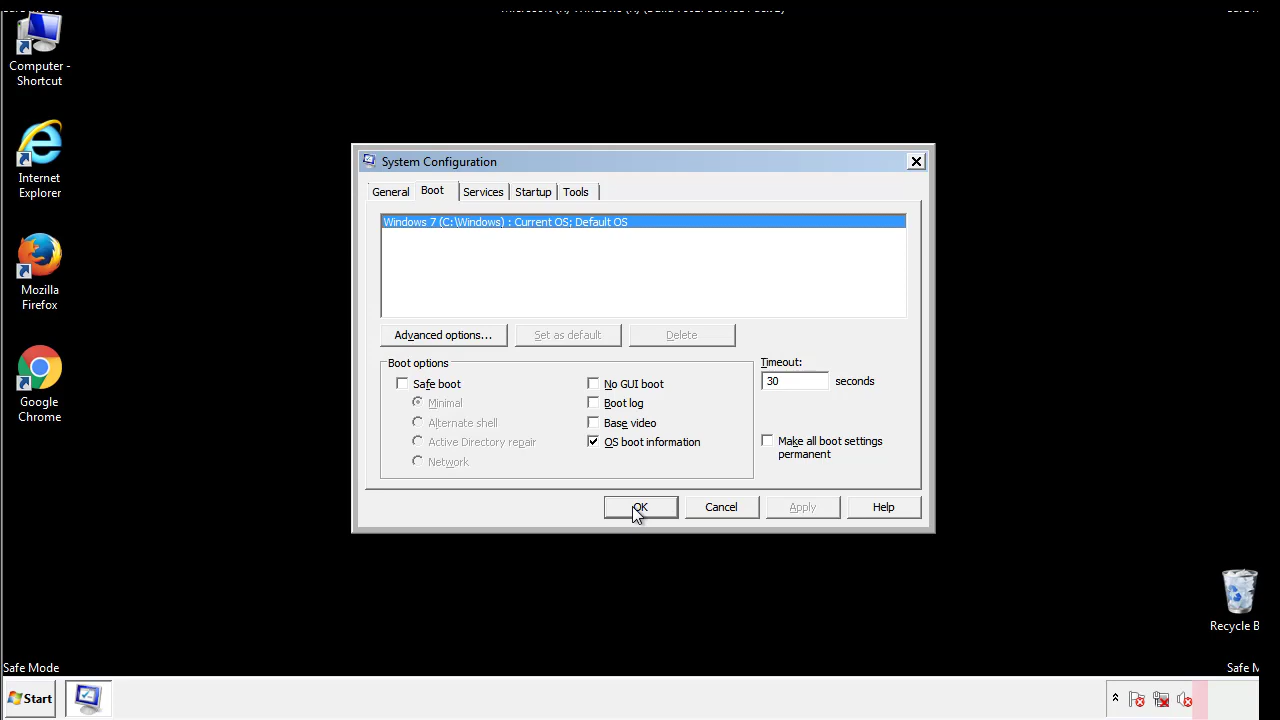 Computer -
Shortcut
Internet
Explorer
Mozilla
Firefox
Google
Chrome
System Configuration
General
Boot
Services
Startup
Tools
Windows 7 (C:\Windows) : Current OS; Default OS
Advanced options...
Set as default
Delete
Boot options
Safe boot
Minimal
Alternate shell
Active Directory repair
Network
No GUI boot
Boot log
Base video
OS boot information
Timeout:
30 seconds
Make all boot settings
permanent
OK
Cancel
Apply
Help
Recycle B
Safe Mode
Safe M
Start